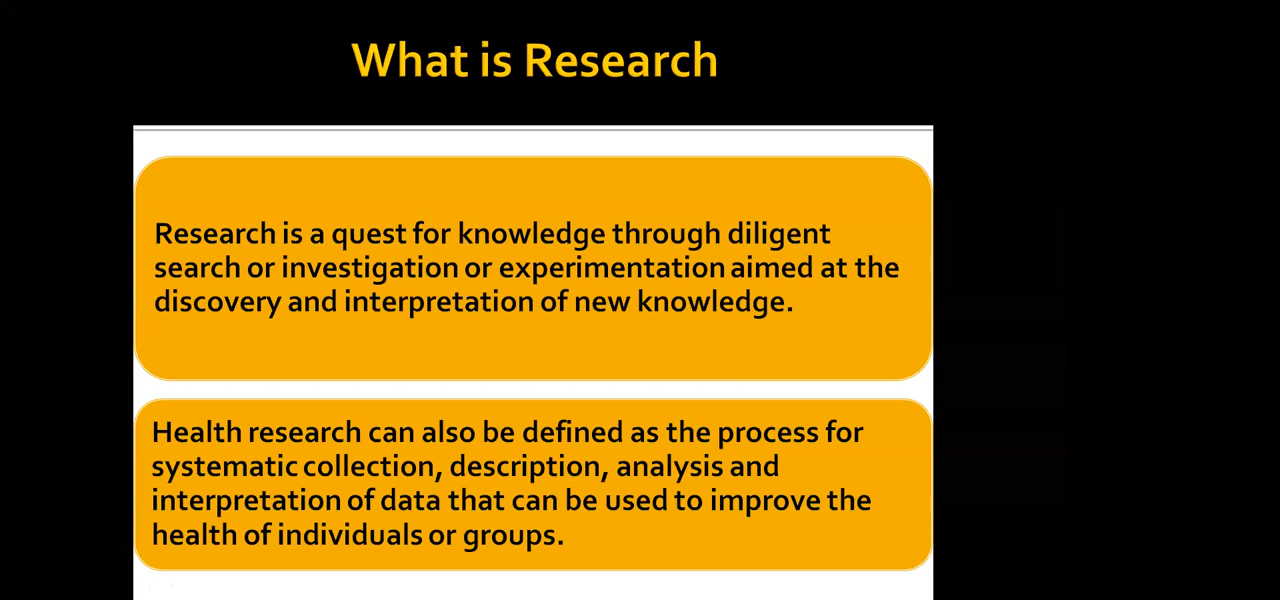 What is Research
Research is a quest for knowledge through diligent
search or investigation or experimentation aimed at the
discovery and interpretation of new knowledge.
Health research can also be defined as the process for
systematic collection, description, analysis and
interpretation of data that can be used to improve the
health of individuals or groups.